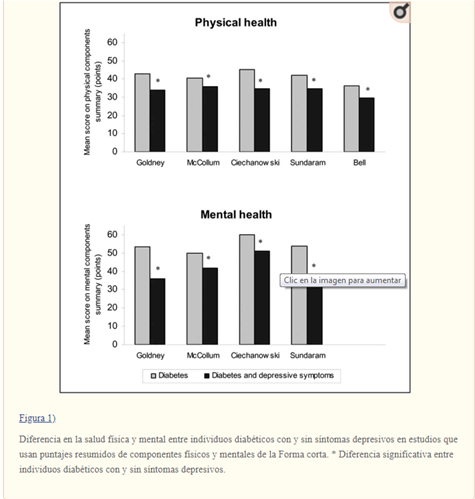 Physical health
Mean score on physical components
summary (points)
60
50
40
30
20
10
0
*
*
*
*
*
Goldney
McCollum
Ciechanowski
Sundaram
Bell
Mental health
Mean score on mental components
summary (points)
60
50
40
30
20
10
0
*
*
*
*
Clic en la imagen para aumentar
Goldney
McCollum
Ciechanowski
Sundaram
Diabetes
Diabetes and depressive symptoms
Figura 1)
Diferencia en la salud física y mental entre individuos diabéticos con y sin síntomas depresivos en estudios que
usan puntajes resumidos de componentes físicos y mentales de la Forma corta. * Diferencia significativa entre
individuos diabéticos con y sin síntomas depresivos.